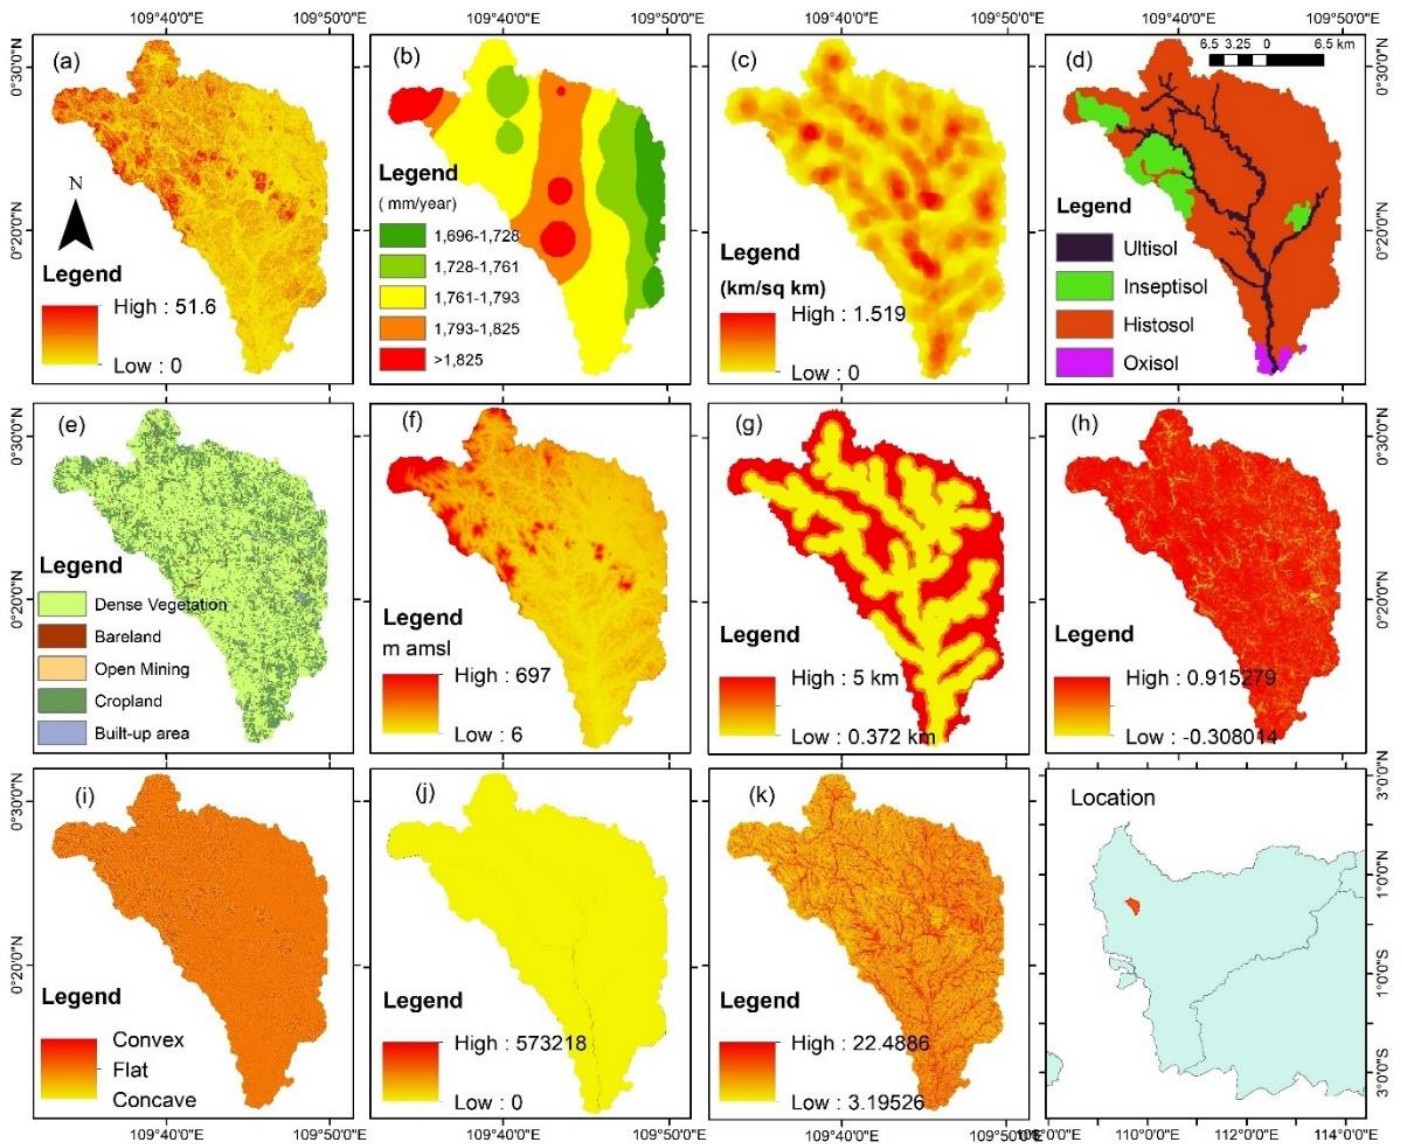 109°40'0"E 109°50'0"E 109°40'0"E 109°40'0"E 109°40'0"E 109°50'0"E
0°30'0"N
0°20'0"N
(a)
N
Legend
High : 51.6
Low : 0
(b)
Legend
( mm/year)
1,696-1,728
1,728-1,761
1,761-1,793
1,793-1,825
>1,825
(c)
Legend
(km/sq km)
High : 1.519
Low : 0
(d)
6.5 3.25 0 6.5 km
Legend
Ultisol
Inseptisol
Histosol
Oxisol
0°30'0"N
0°20'0"N
0°30'0"N
0°20'0"N
(e)
Legend
Dense Vegetation
Bareland
Open Mining
Cropland
Built-up area
(f)
Legend
m amsl
High : 697
Low : 6
(g)
Legend
High : 5 km
Low : 0.372 km
(h)
Legend
High : 0.915279
Low : -0.308014
0°30'0"N
0°20'0"N
0°30'0"N
0°20'0"N
(i)
Legend
Convex
Flat
Concave
(j)
Legend
High : 573218
Low : 0
(k)
Legend
High : 22.4886
Low : 3.19526
Location
3°0'0"N
1°0'0"N
1°0'0"S
3°0'0"S
109°40'0"E 109°50'0"E 109°40'0"E 109°50'0"E 109°40'0"E 109°50'0"E 110°0'0"E 112°0'0"E 114°0'0"E